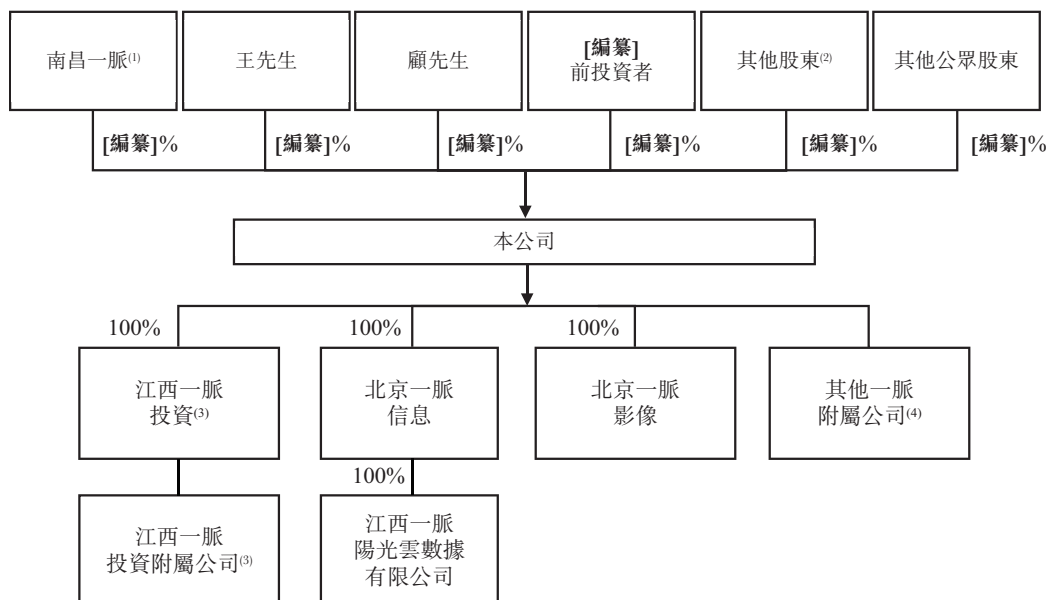 南昌一脈(1)
王先生
顧先生
[編纂]
前投資者
其他股東(2)
其他公眾股東
[編纂]%
[編纂]%
[編纂]%
[編纂]%
[編纂]%
[編纂]%
本公司
100%
100%
100%
江西一脈
投資(3)
北京一脈
信息
北京一脈
影像
其他一脈
附屬公司(4)
100%
江西一脈
投資附屬公司(3)
江西一脈
陽光雲數據
有限公司